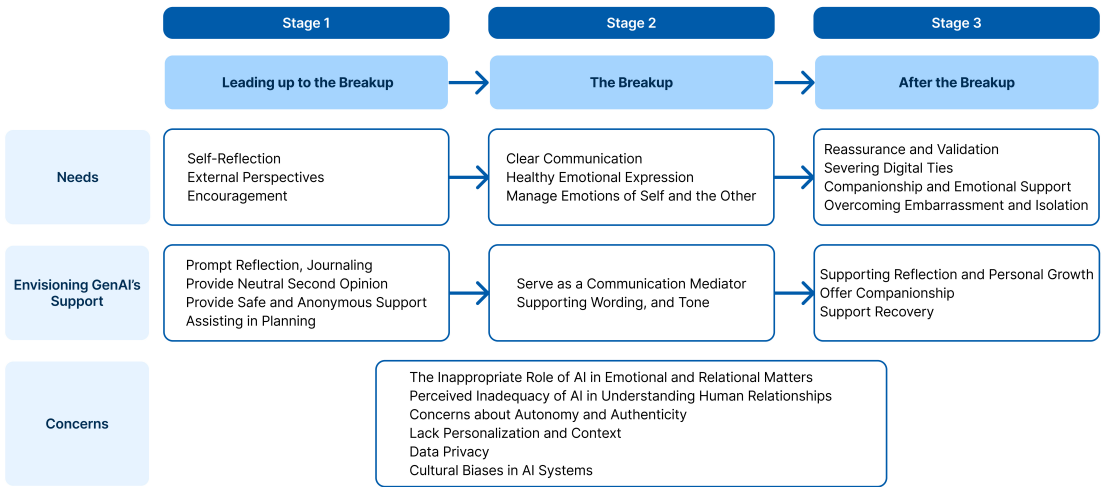 Stage 1
Stage 2
Stage 3
Leading up to the Breakup
The Breakup
After the Breakup
Needs
Self-Reflection
External Perspectives
Encouragement
Clear Communication
Healthy Emotional Expression
Manage Emotions of Self and the Other
Reassurance and Validation
Severing Digital Ties
Companionship and Emotional Support
Overcoming Embarrassment and Isolation
Envisioning GenAI's
Support
Prompt Reflection, Journaling
Provide Neutral Second Opinion
Provide Safe and Anonymous Support
Assisting in Planning
Serve as a Communication Mediator
Supporting Wording, and Tone
Supporting Reflection and Personal Growth
Offer Companionship
Support Recovery
Concerns
The Inappropriate Role of AI in Emotional and Relational Matters
Perceived Inadequacy of AI in Understanding Human Relationships
Concerns about Autonomy and Authenticity
Lack Personalization and Context
Data Privacy
Cultural Biases in AI Systems